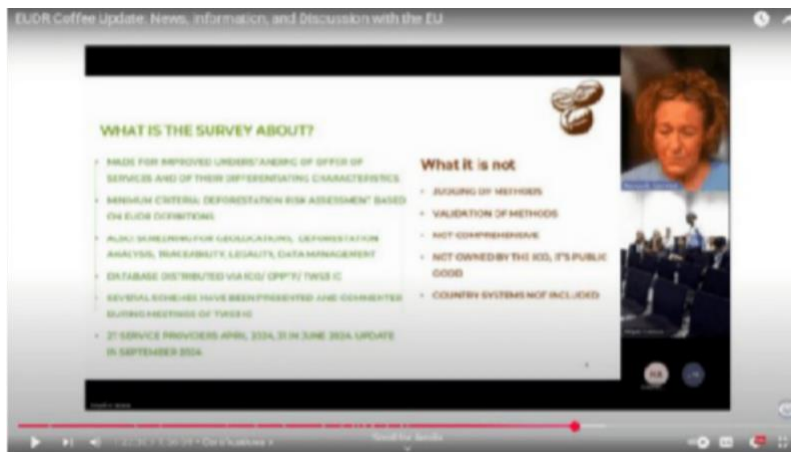 EUDR Coffee Update: News, Information, and Discussion with the EU
WHAT IS THE SURVEY ABOUT?
• MADE FOR IMPROVED UNDERSTANDING OF OFFER OF
SERVICES AND OF THEIR DIFFERENTIATING CHARACTERISTICS
• MINIMUM CRITERIA: DEFORESTATION RISK ASSESSMENT BASED
ON EUDR DEFINITIONS
• ALSO: SCREENING FOR GEOLOCATIONS, DEFORESTATION
ANALYSIS, TRACEABILITY, LEGALITY, DATA MANAGEMENT
• DATABASE DISTRIBUTED VIA ICO/ CPPTF/ TWS
• SEVERAL SCHEMES HAVE BEEN PRESENTED AND COMMENTED
DURING MEETINGS OF
• 27 SERVICE PROVIDERS APRIL 2024, 31 IN JUNE 2024 UPDATE
IN SEPTEMBER 2024
What it is not
• JUDGING OF METHODS
• VALIDATION OF METHODS
• NOT COMPREHENSIVE
• NOT OWNED BY THE ICO, IT'S PUBLIC
GOOD
• COUNTRY SYSTEMS NOT INCLUDED
Scroll for details